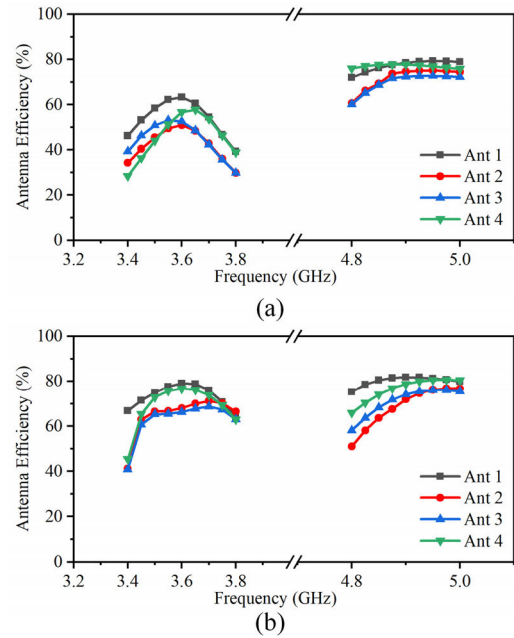 (a)
100
80
60
40
20
0
Antenna Efficiency (%)
3.2 3.4 3.6 3.8 4.8 5.0
Frequency (GHz)
Ant 1
Ant 2
Ant 3
Ant 4
(a)
100
80
60
40
20
0
Antenna Efficiency (%)
3.2 3.4 3.6 3.8 4.8 5.0
Frequency (GHz)
Ant 1
Ant 2
Ant 3
Ant 4
(b)